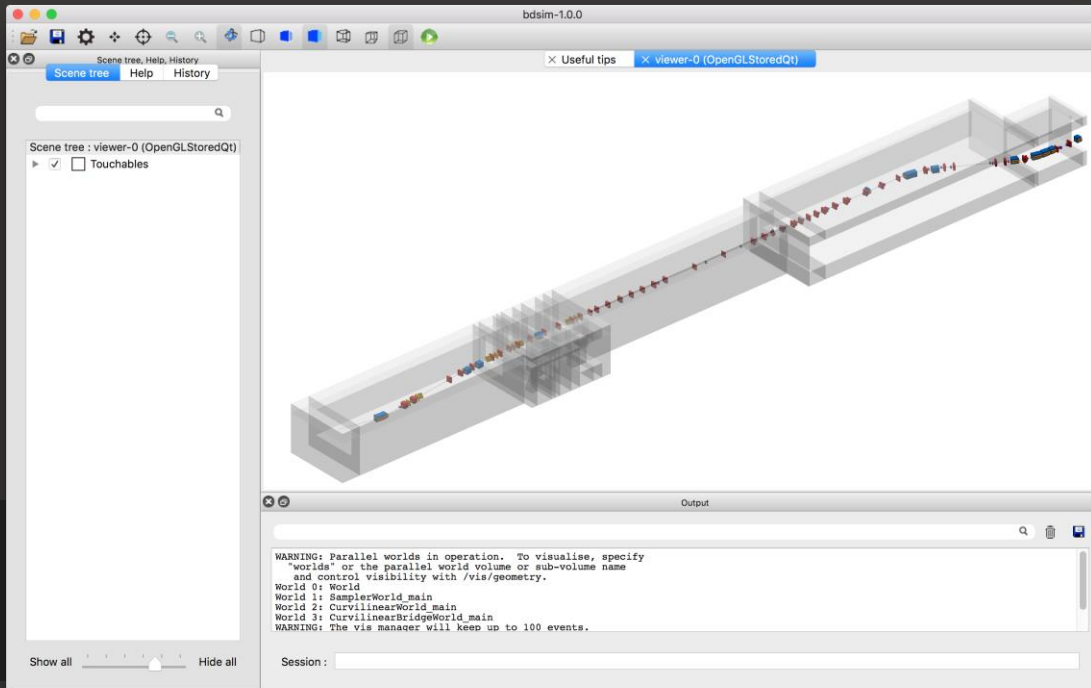 bdsim-1.0.0
Scene tree, Help, History
Scene tree Help History
Useful tips viewer-0 (OpenGLStoredQt)
Scene tree : viewer-0 (OpenGLStoredQt)
Touchables
Show all Hide all
Output
WARNING: Parallel worlds in operation. To visualise, specify
"worlds" or the parallel world volume or sub-volume name
and control visibility with /vis/geometry.
World 0: World
World 1: SamplerWorld_main
World 2: CurvilinearWorld_main
World 3: CurvilinearBridgeWorld_main
WARNING: The vis manager will keep up to 100 events.
Session :